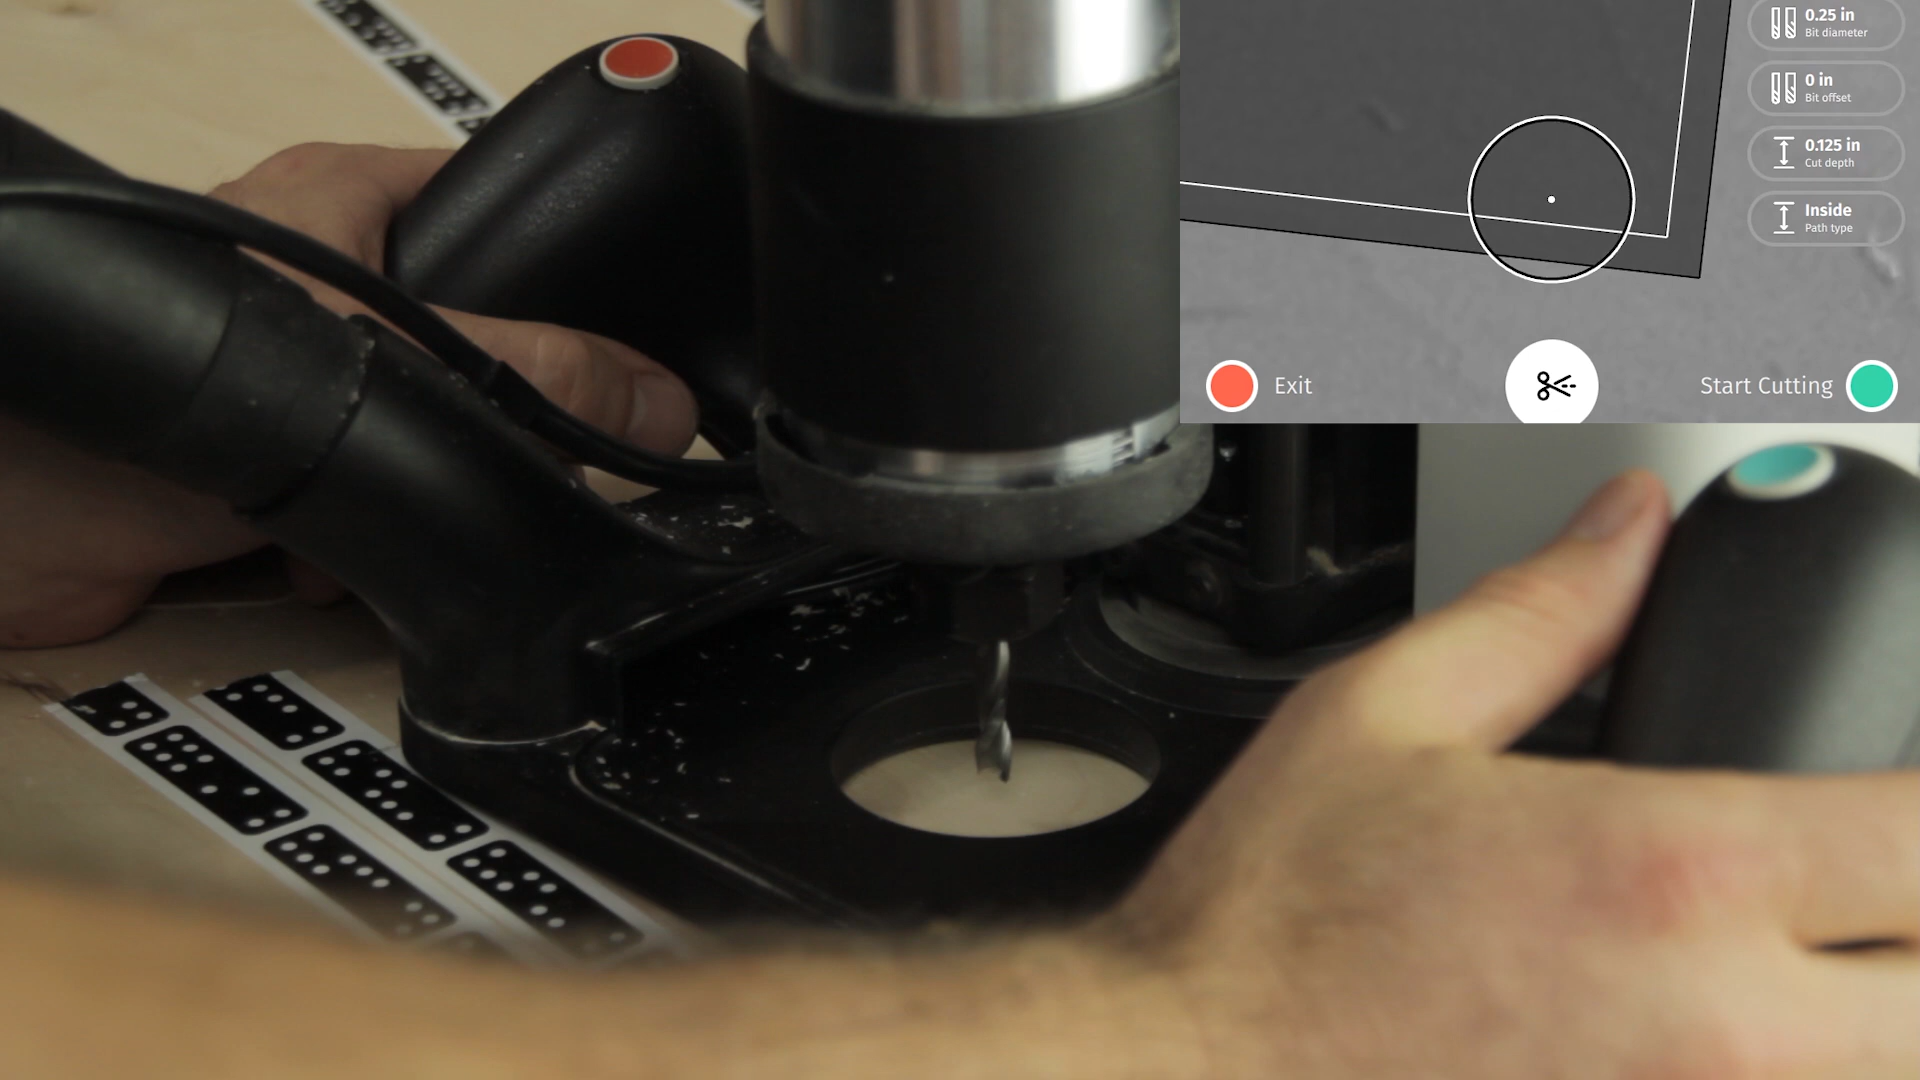 0.25 in
Bit diameter
0 in
Bit offset
0.125 in
Cut depth
Inside
Path type
Exit
Start Cutting